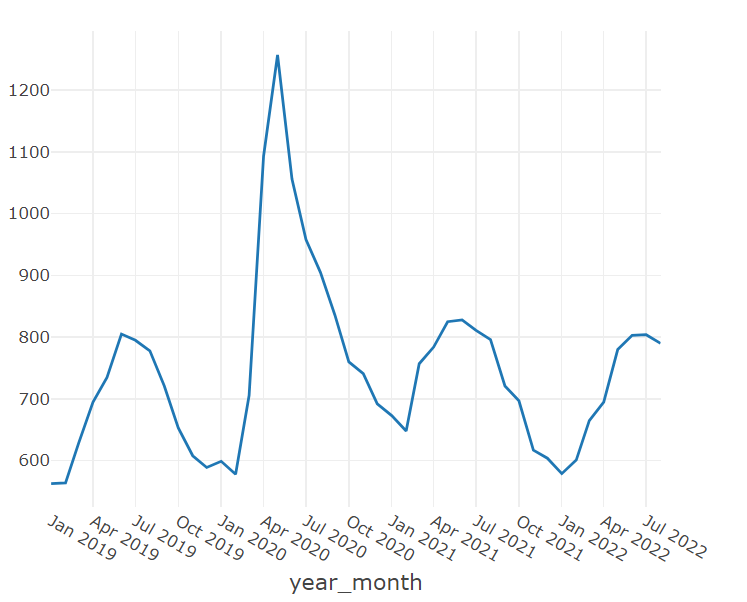 1200
1100
1000
900
800
700
600
Jan 2019
Apr 2019
Jul 2019
Oct 2019
Jan 2020
Apr 2020
Jul 2020
Oct 2020
Jan 2021
Apr 2021
Jul 2021
Oct 2021
Jan 2022
Apr 2022
Jul 2022
year_month